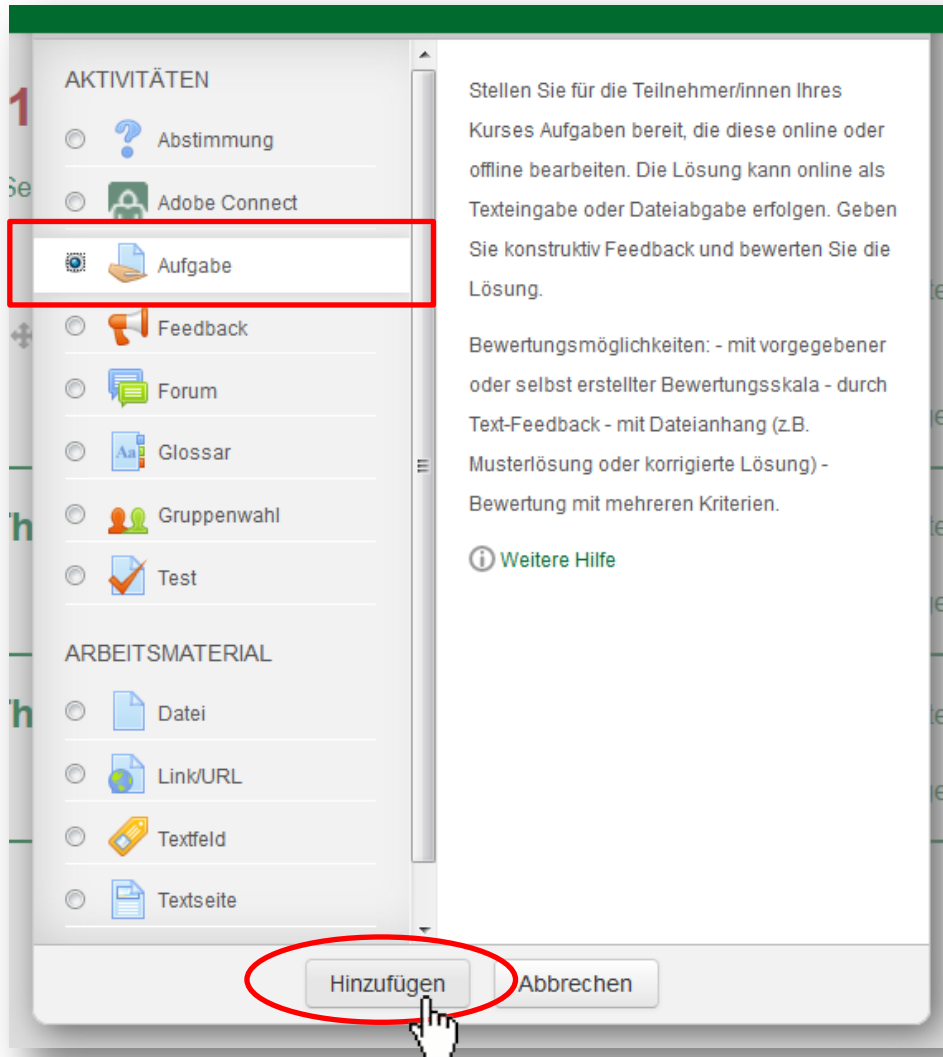 AKTIVITÄTEN
Abstimmung
Adobe Connect
Aufgabe
Feedback
Forum
Glossar
Gruppenwahl
Test
ARBEITSMATERIAL
Datei
Link/URL
Textfeld
Textseite
Stellen Sie für die Teilnehmer/innen Ihres
Kurses Aufgaben bereit, die diese online oder
offline bearbeiten. Die Lösung kann online als
Texteingabe oder Dateiabgabe erfolgen. Geben
Sie konstruktiv Feedback und bewerten Sie die
Lösung.
Bewertungsmöglichkeiten: - mit vorgegebener
oder selbst erstellter Bewertungsskala - durch
Text-Feedback - mit Dateianhang (z.B.
Musterlösung oder korrigierte Lösung) -
Bewertung mit mehreren Kriterien.
Weitere Hilfe
Hinzufügen
Abbrechen